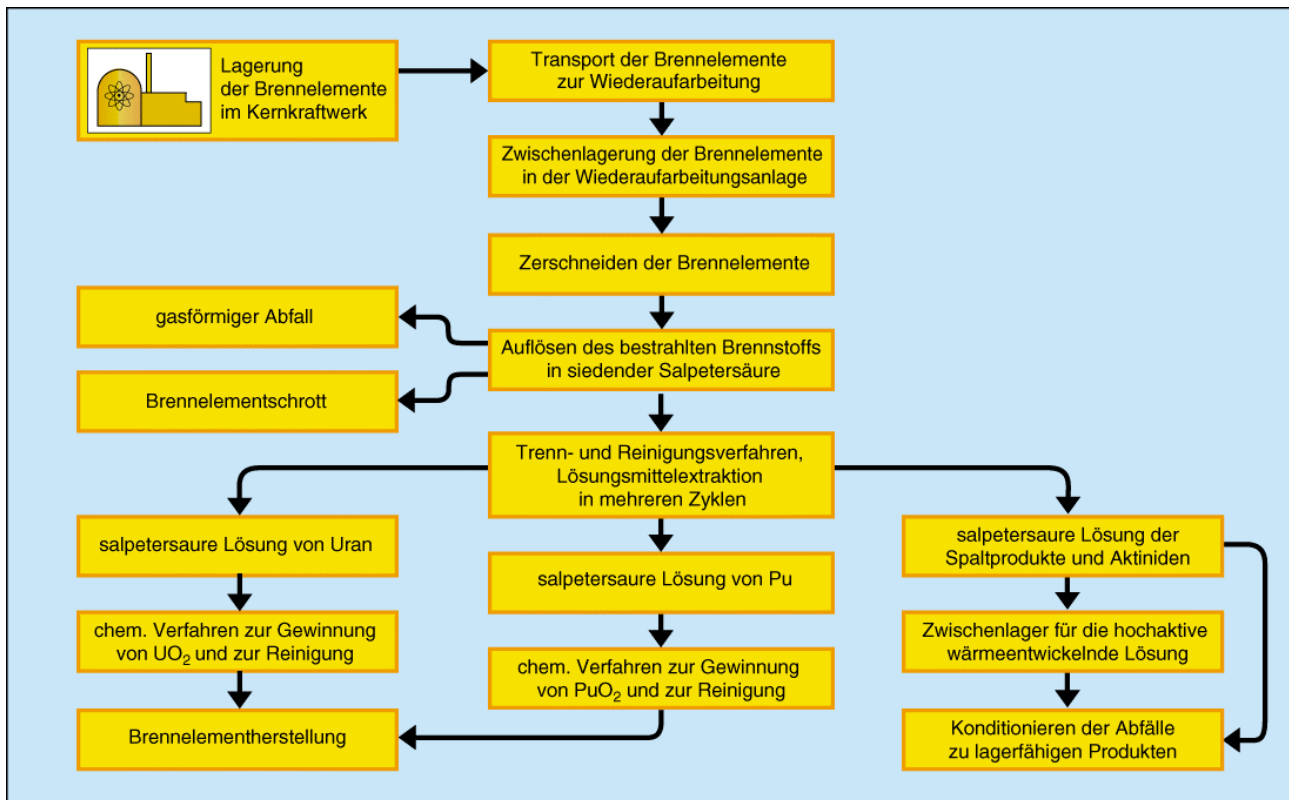 Lagerung
der Brennelemente
im Kernkraftwerk
Transport der Brennelemente
zur Wiederaufarbeitung
Zwischenlagerung der Brennelemente
in der Wiederaufarbeitungsanlage
Zerschneiden der Brennelemente
gasförmiger Abfall
Auflösen des bestrahlten Brennstoffs
in siedender Salpetersäure
Brennelementschrott
Trenn- und Reinigungsverfahren,
Lösungsmittelextraktion
in mehreren Zyklen
salpetersaure Lösung von Uran
chem. Verfahren zur Gewinnung
von UO₂ und zur Reinigung
salpetersaure Lösung von Pu
chem. Verfahren zur Gewinnung
von PuO₂ und zur Reinigung
Brennelementherstellung
salpetersaure Lösung der
Spaltprodukte und Aktiniden
Zwischenlager für die hochaktive
wärmeentwickelnde Lösung
Konditionieren der Abfälle
zu lagerfähigen Produkten